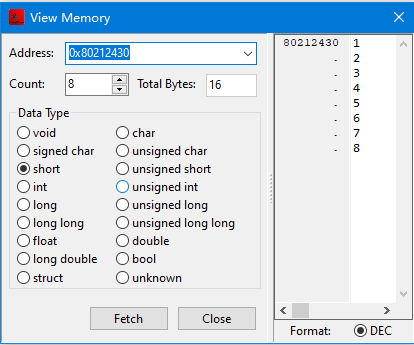 View Memory
Address: 0x80212430
Count: 8 Total Bytes: 16
Data Type
void char
signed char unsigned char
short unsigned short
int unsigned int
long unsigned long
long long unsigned long long
float double
long double bool
struct unknown
Fetch Close
80212430 1
. 2
. 3
. 4
. 5
. 6
. 7
. 8
Format: DEC